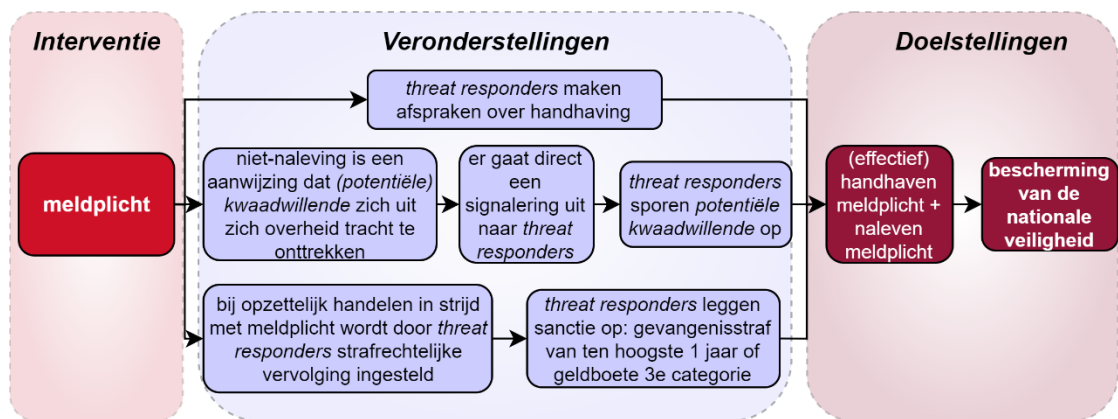 Interventie
Veronderstellingen
Doelstellingen
threat responders maken
afspraken over handhaving
meldplicht
niet-naleving is een
aanwijzing dat (potentiële)
kwaadwillende zich uit
zich overheid tracht te
onttrekken
er gaat direct
een
signalering uit
naar threat
responders
threat responders
sporen potentiële
kwaadwillende op
(effectief)
handhaven
meldplicht +
naleven
meldplicht
bescherming
van de
nationale
veiligheid
bij opzettelijk handelen in strijd
met meldplicht wordt door threat
responders strafrechtelijke
vervolging ingesteld
threat responders leggen
sanctie op: gevangenisstraf
van ten hoogste 1 jaar of
geldboete 3e categorie